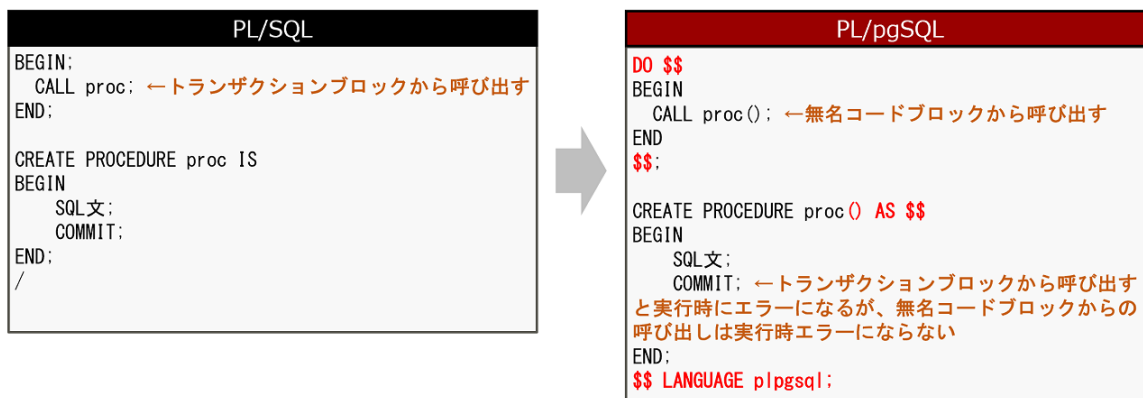 PL/SQL
BEGIN;
CALL proc; ←トランザクションブロックから呼び出す
END;
CREATE PROCEDURE proc IS
BEGIN
SQL文;
COMMIT;
END;
/
PL/pgSQL
DO $$
BEGIN
CALL proc(); ←無名コードブロックから呼び出す
END
$$;
CREATE PROCEDURE proc() AS $$
BEGIN
SQL文;
COMMIT; ←トランザクションブロックから呼び出す
と実行時にエラーになるが、無名コードブロックからの
呼び出しは実行時エラーにならない
END;
$$ LANGUAGE plpgsql;